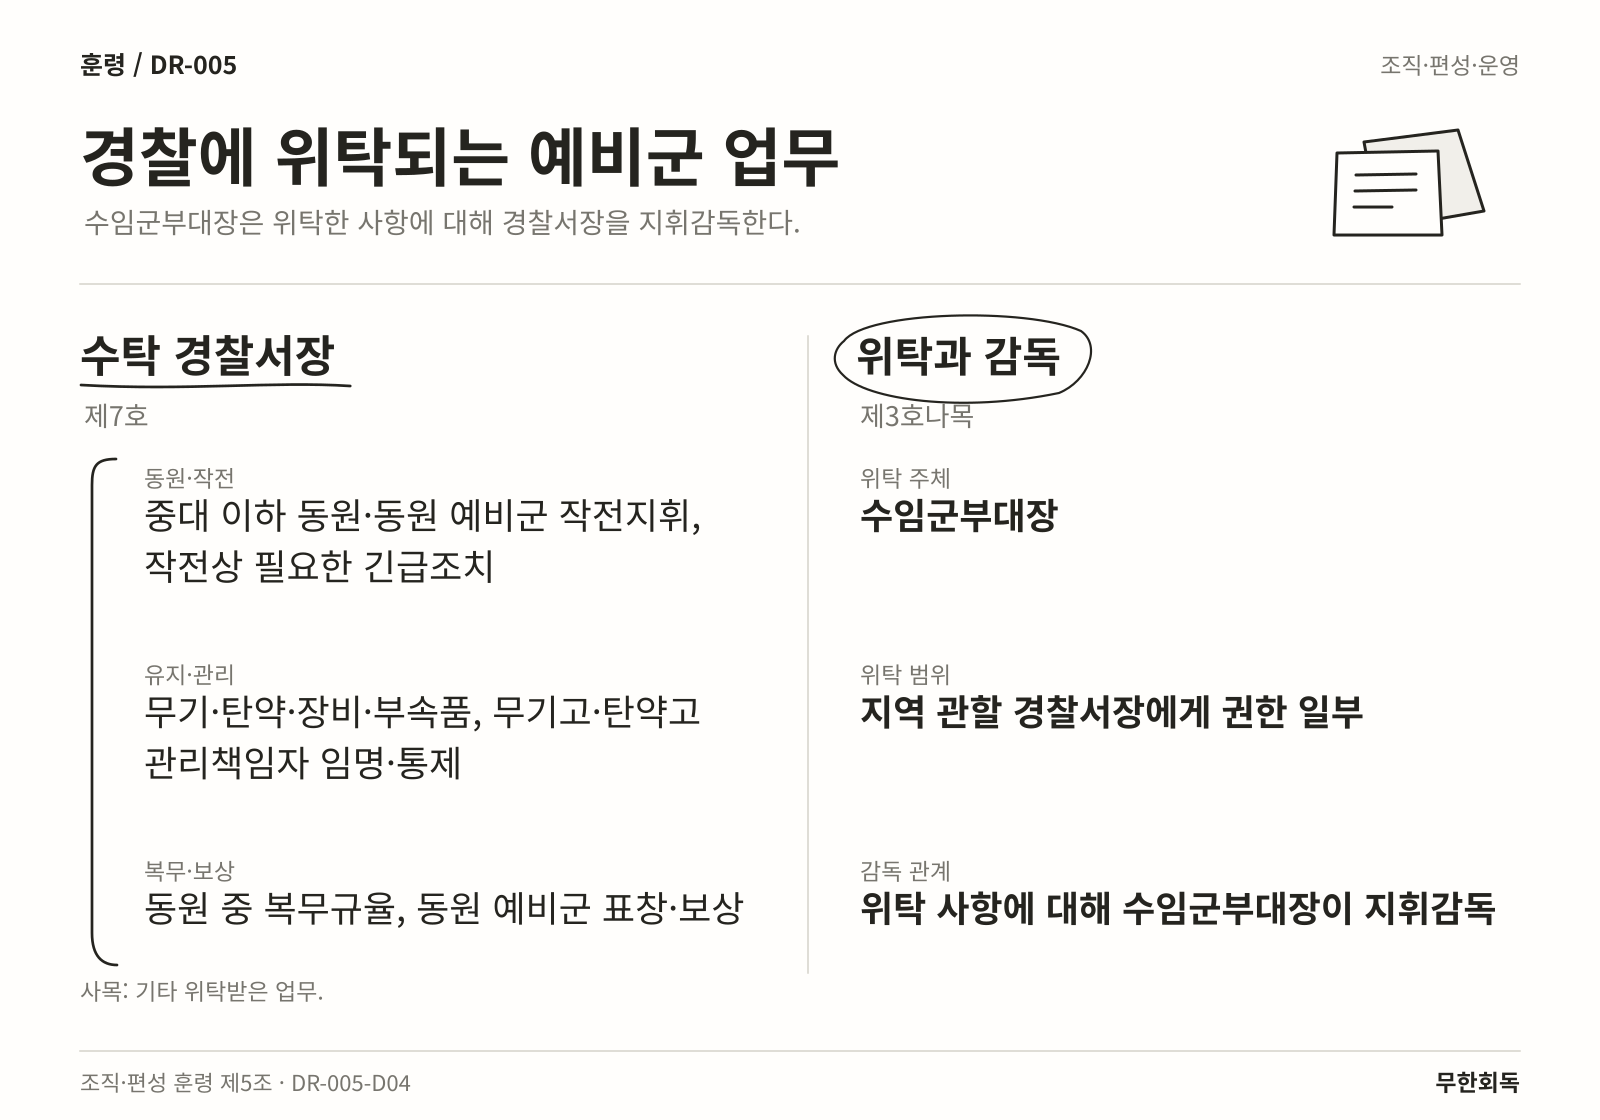 훈령 / DR-005
조직·편성·운영
경찰에 위탁되는 예비군 업무
수임군부대장은 위탁한 사항에 대해 경찰서장을 지휘감독한다.
수탁 경찰서장
제7호
동원·작전
중대 이하 동원·동원 예비군 작전지휘,
작전상 필요한 긴급조치
유지·관리
무기·탄약·장비·부속품, 무기고·탄약고
관리책임자 임명·통제
복무·보상
동원 중 복무규율, 동원 예비군 표창·보상
사목: 기타 위탁받은 업무.
위탁과 감독
제3호나목
위탁 주체
수임군부대장
위탁 범위
지역 관할 경찰서장에게 권한 일부
감독 관계
위탁 사항에 대해 수임군부대장이 지휘감독
조직·편성 훈령 제5조 · DR-005-D04
무한회독